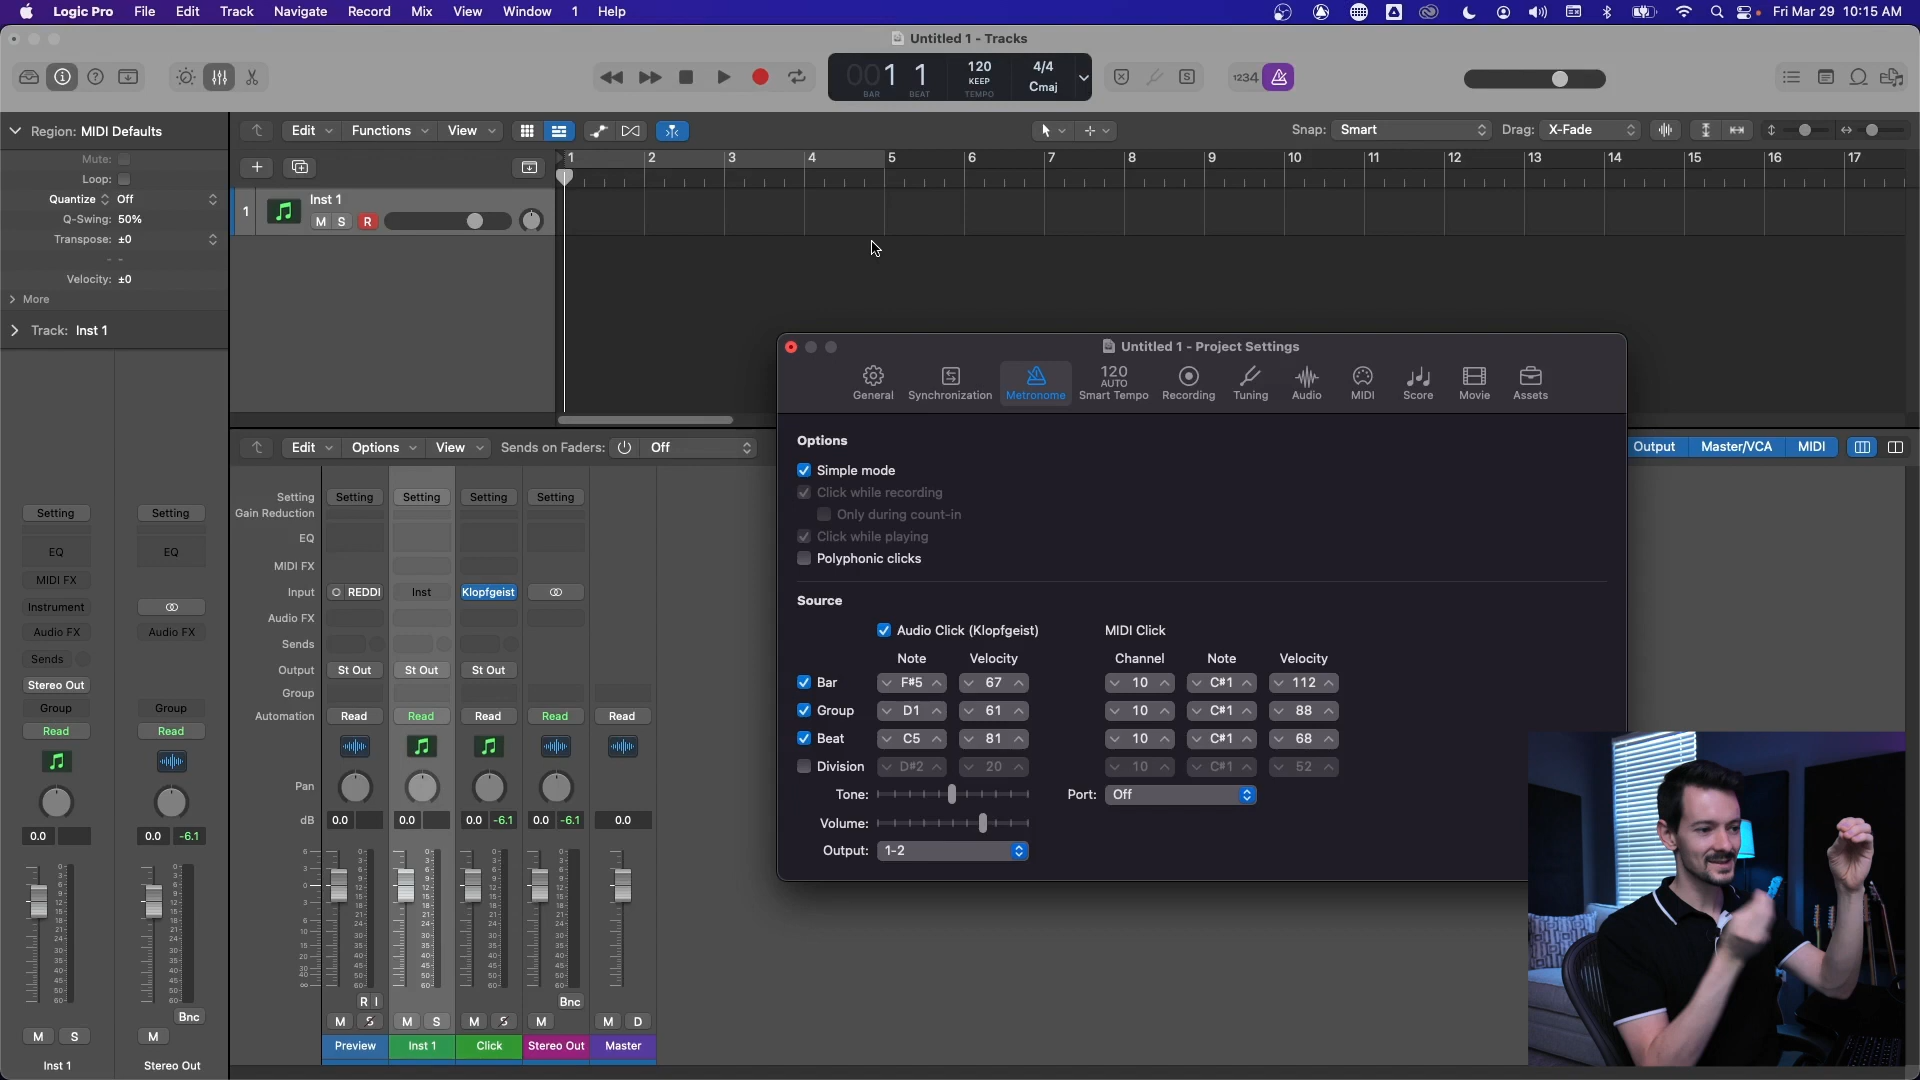 Logic Pro File Edit Track Navigate Record Mix View Window 1 Help Fri Mar 29 10:15 AM
Untitled 1 - Tracks
001 1 120 KEEP 4/4 Cmaj
BAR BEAT TEMPO
1234
Region: MIDI Defaults
Mute:
Loop:
Quantize Off
Q-Swing: 50%
Transpose: ±0
- -
Velocity: ±0
More
Track: Inst 1
Edit Functions View Snap: Smart Drag: X-Fade
1 2 3 4 5 6 7 8 9 10 11 12 13 14 15 16 17
1 Inst 1
M S R
Untitled 1 - Project Settings
General Synchronization Metronome 120 AUTO Smart Tempo Recording Tuning Audio MIDI Score Movie Assets
Options
Simple mode
Click while recording
Only during count-in
Click while playing
Polyphonic clicks
Source
Audio Click (Klopfgeist) MIDI Click
Note Velocity Channel Note Velocity
Bar F#5 67 10 C#1 112
Group D1 61 10 C#1 88
Beat C5 81 10 C#1 68
Division D#2 20 10 C#1 52
Tone: Port: Off
Volume:
Output: 1-2
Edit Options View Sends on Faders: Off Output Master/VCA MIDI
Setting Setting Setting Setting Setting
Gain Reduction
EQ
MIDI FX
Input REDDI Inst Klopfgeist
Audio FX
Sends
Output St Out St Out St Out
Group
Automation Read Read Read Read Read
Pan
dB 0.0 0.0 0.0 -6.1 0.0 -6.1 0.0
R I Bnc
M S M S M S M M D
Preview Inst 1 Click Stereo Out Master
Setting Setting
EQ EQ
MIDI FX
Instrument
Audio FX Audio FX
Sends
Stereo Out
Group Group
Read Read
0.0 0.0 -6.1
Bnc
M S M
Inst 1 Stereo Out